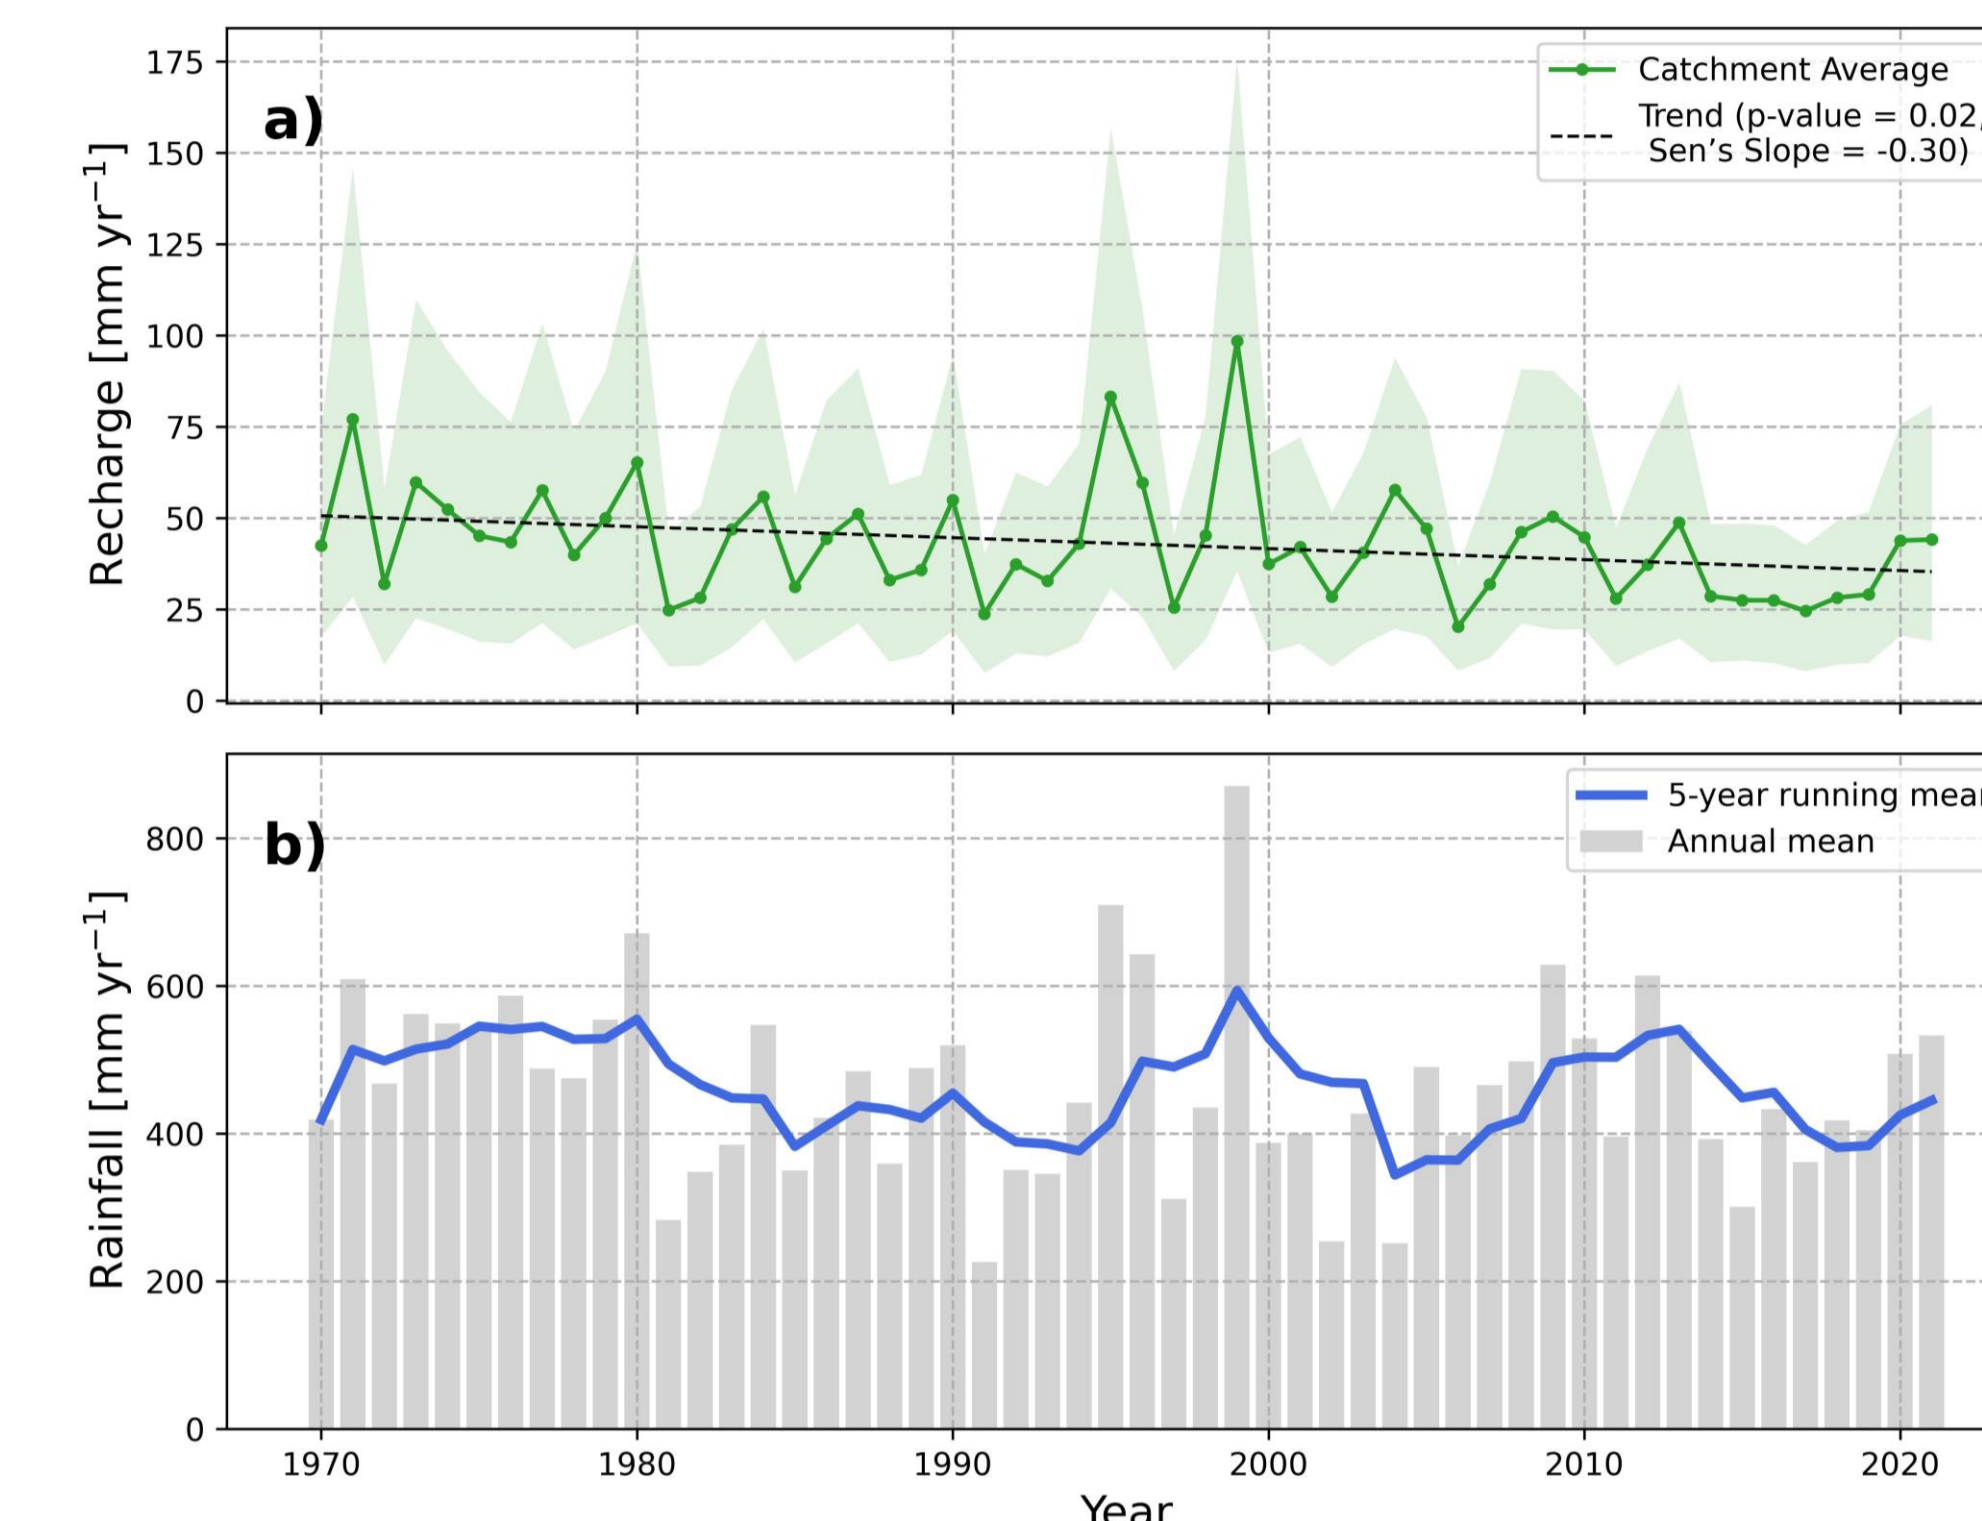 a)
Catchment Average
Trend (p-value = 0.02,
Sen’s Slope = -0.30)
Recharge [mm yr⁻¹]
175
150
125
100
75
50
25
0
b)
5-year running mean
Annual mean
Rainfall [mm yr⁻¹]
800
600
400
200
0
1970 1980 1990 2000 2010 2020
Year